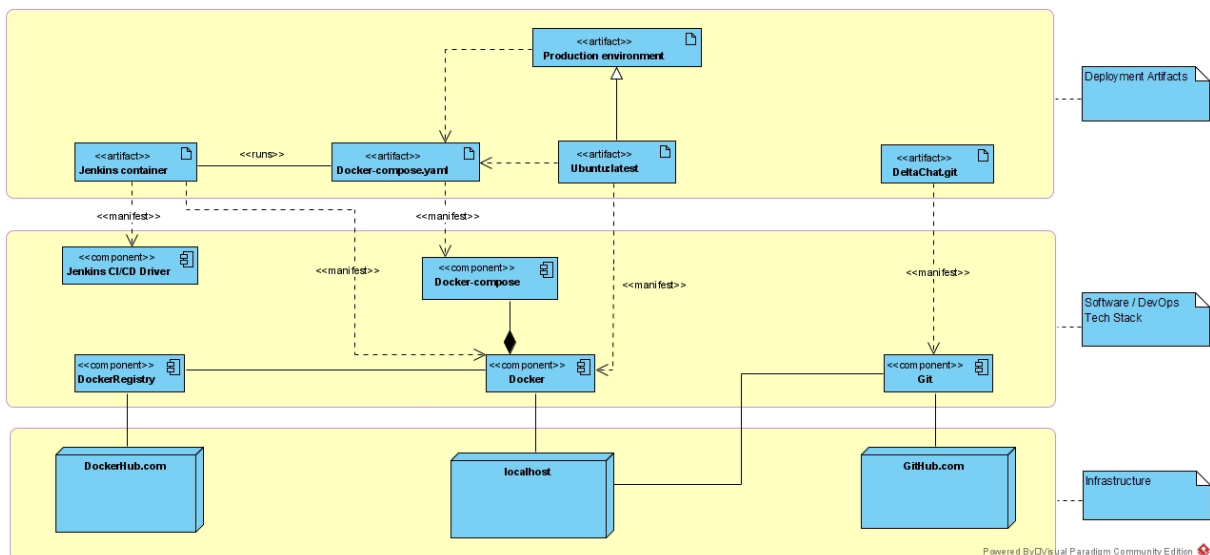 <<artifact>>
Production environment
Deployment Artifacts
<<artifact>>
Jenkins container
<<runs>>
<<artifact>>
Docker-compose.yaml
<<artifact>>
Ubuntu:latest
<<artifact>>
DeltaChat.git
<<manifest>>
<<manifest>>
<<component>>
Jenkins CI/CD Driver
<<manifest>>
<<component>>
Docker-compose
<<manifest>>
<<manifest>>
Software / DevOps
Tech Stack
<<component>>
DockerRegistry
<<component>>
Docker
<<component>>
Git
DockerHub.com
localhost
GitHub.com
Infrastructure
Powered By Visual Paradigm Community Edition